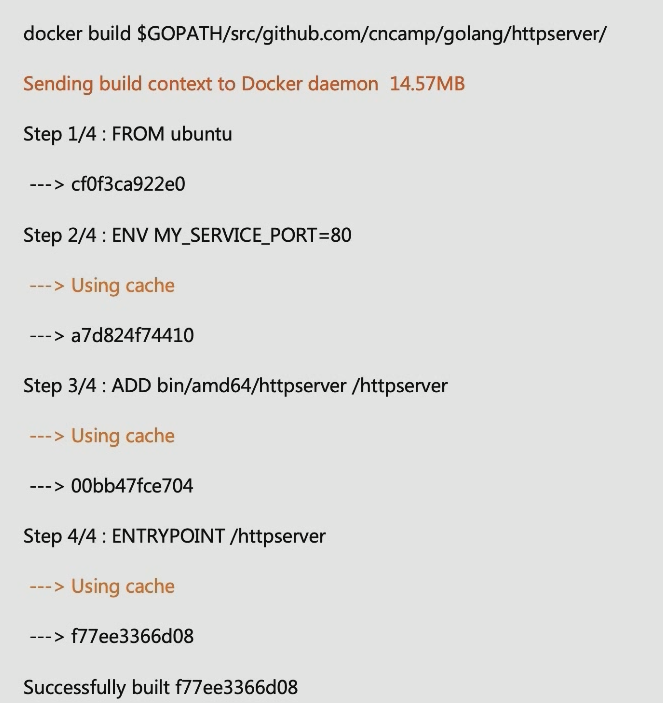 docker build $GOPATH/src/github.com/cncamp/golang/httpserver/
Sending build context to Docker daemon  14.57MB
Step 1/4 : FROM ubuntu
---> cf0f3ca922e0
Step 2/4 : ENV MY_SERVICE_PORT=80
---> Using cache
---> a7d824f74410
Step 3/4 : ADD bin/amd64/httpserver /httpserver
---> Using cache
---> 00bb47fce704
Step 4/4 : ENTRYPOINT /httpserver
---> Using cache
---> f77ee3366d08
Successfully built f77ee3366d08